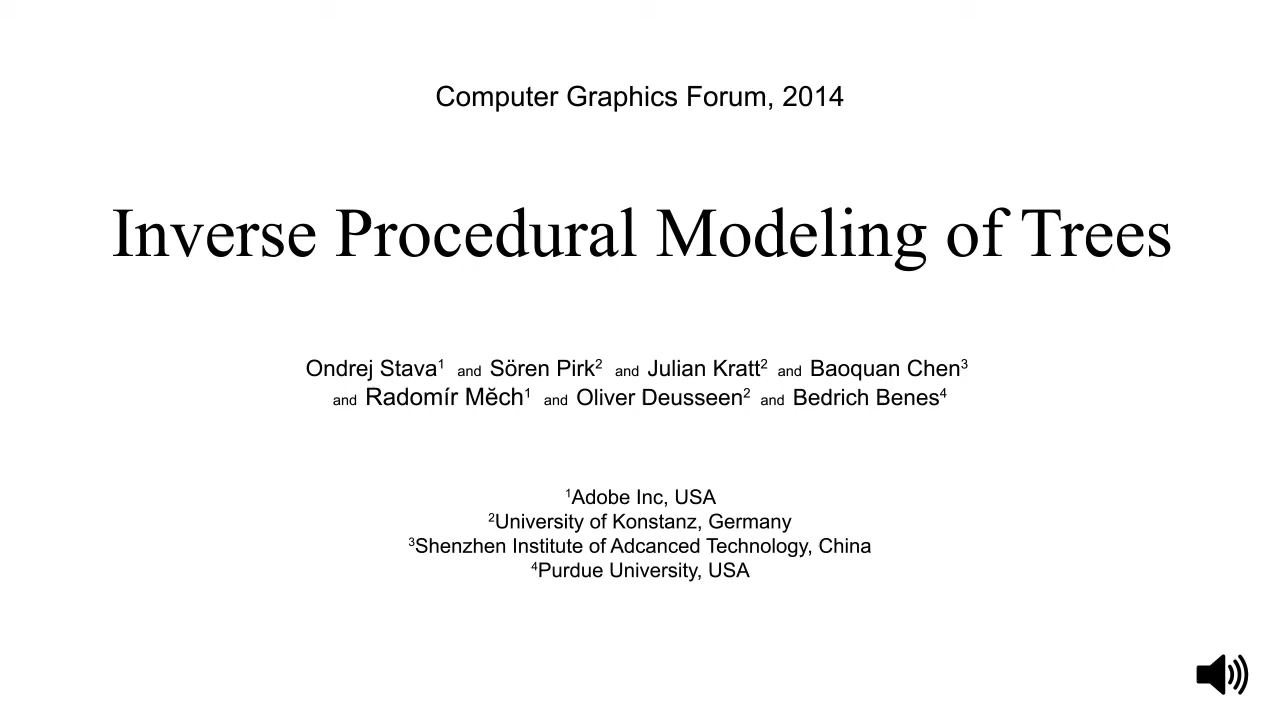 Computer Graphics Forum, 2014
Inverse Procedural Modeling of Trees
Ondrej Stava¹ and Sören Pirk² and Julian Kratt² and Baoquan Chen³
and Radomír Mĕch¹ and Oliver Deusseen² and Bedrich Benes⁴
¹Adobe Inc, USA
²University of Konstanz, Germany
³Shenzhen Institute of Adcanced Technology, China
⁴Purdue University, USA